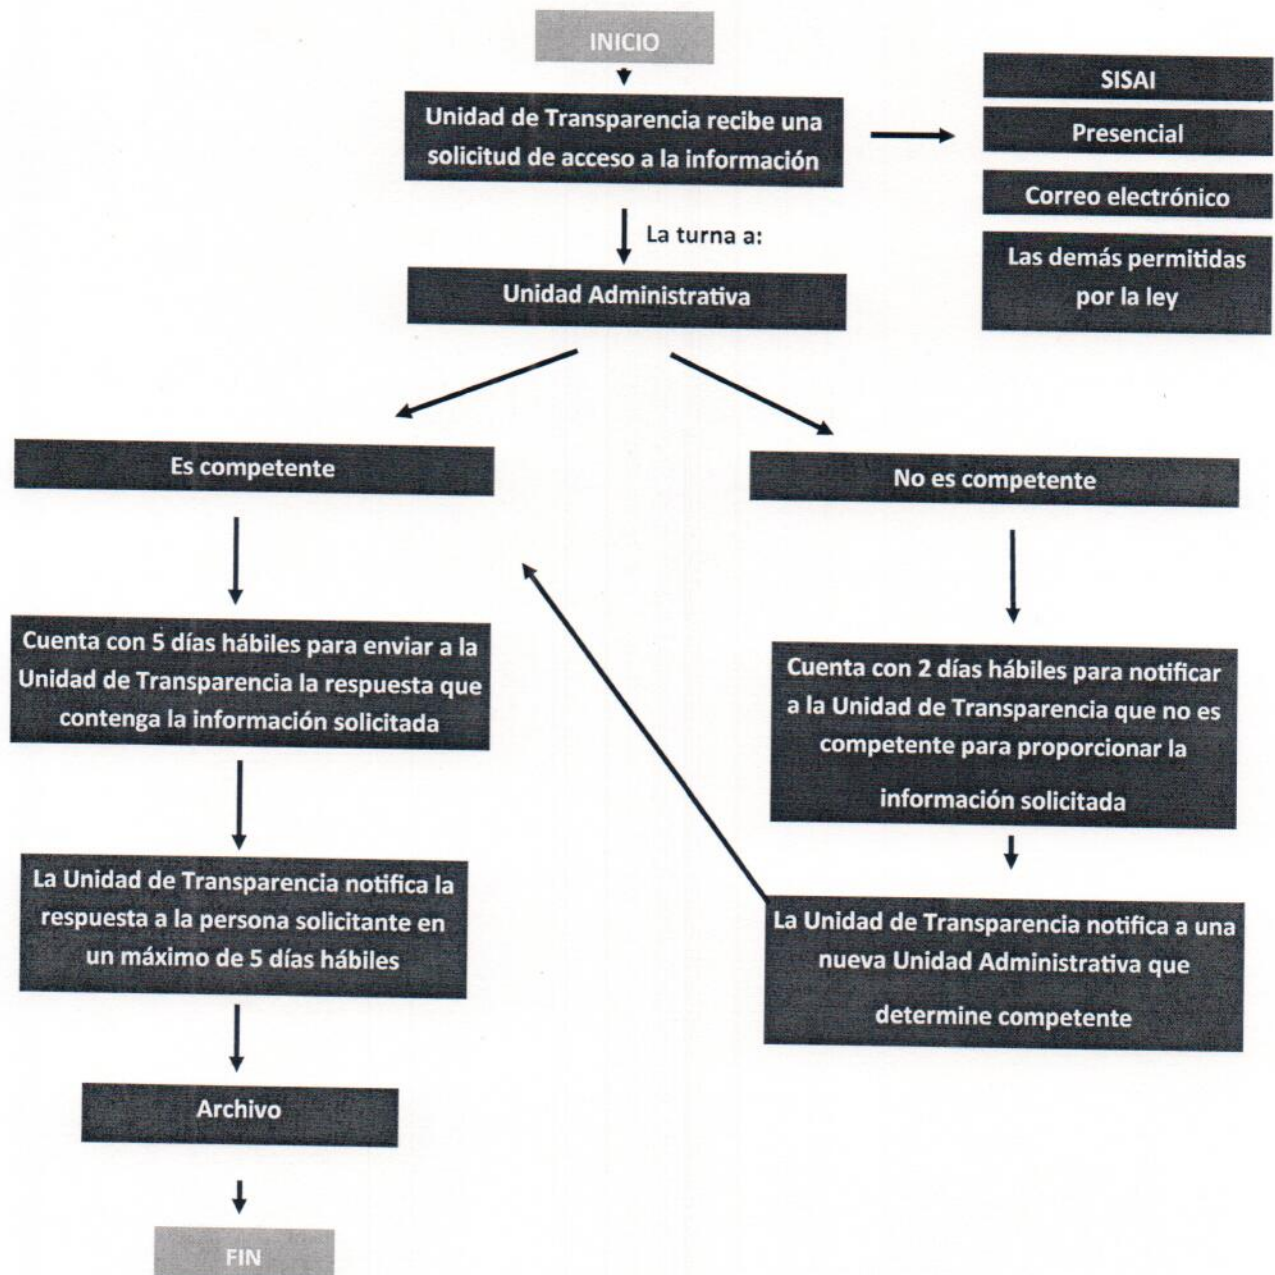 INICIO
Unidad de Transparencia recibe una
solicitud de acceso a la información
SISAI
Presencial
Correo electrónico
Las demás permitidas
por la ley
La turna a:
Unidad Administrativa
Es competente
No es competente
Cuenta con 5 días hábiles para enviar a la
Unidad de Transparencia la respuesta que
contenga la información solicitada
Cuenta con 2 días hábiles para notificar
a la Unidad de Transparencia que no es
competente para proporcionar la
información solicitada
La Unidad de Transparencia notifica la
respuesta a la persona solicitante en
un máximo de 5 días hábiles
La Unidad de Transparencia notifica a una
nueva Unidad Administrativa que
determine competente
Archivo
FIN